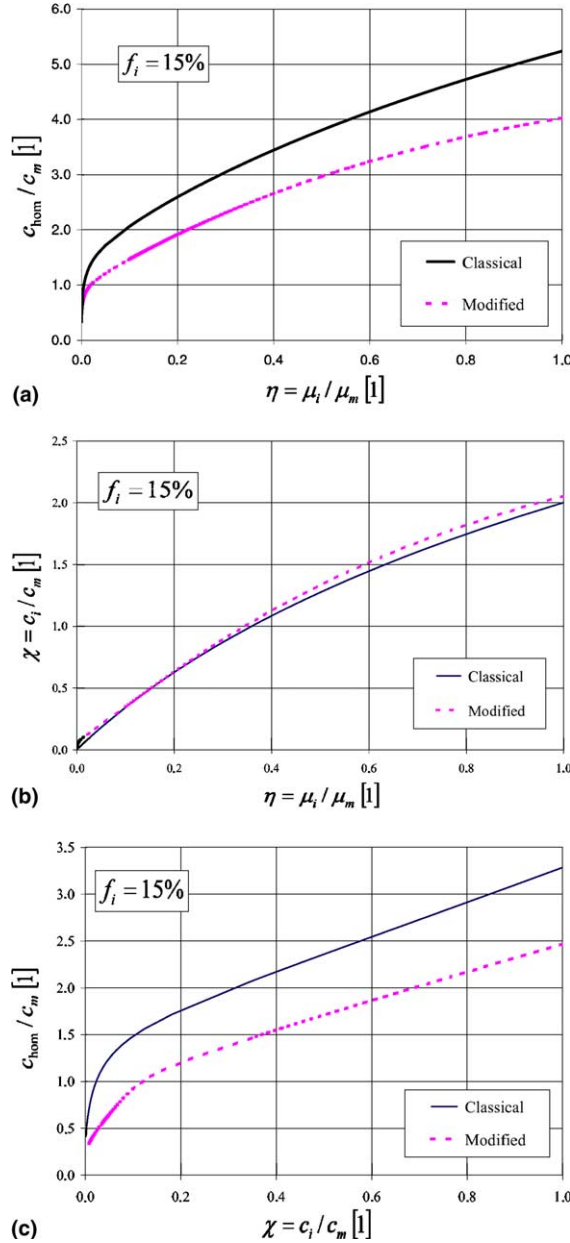 6.0
f_i = 15%
5.0
4.0
3.0
2.0
1.0
0.0
c_hom / c_m [1]
Classical
Modified
0.0 0.2 0.4 0.6 0.8 1.0
(a)
η = μ_i / μ_m [1]
2.5
f_i = 15%
2.0
1.5
1.0
0.5
0.0
χ = c_i / c_m [1]
Classical
Modified
0.0 0.2 0.4 0.6 0.8 1.0
(b)
η = μ_i / μ_m [1]
3.5
f_i = 15%
3.0
2.5
2.0
1.5
1.0
0.5
0.0
c_hom / c_m [1]
Classical
Modified
0.0 0.2 0.4 0.6 0.8 1.0
(c)
χ = c_i / c_m [1]